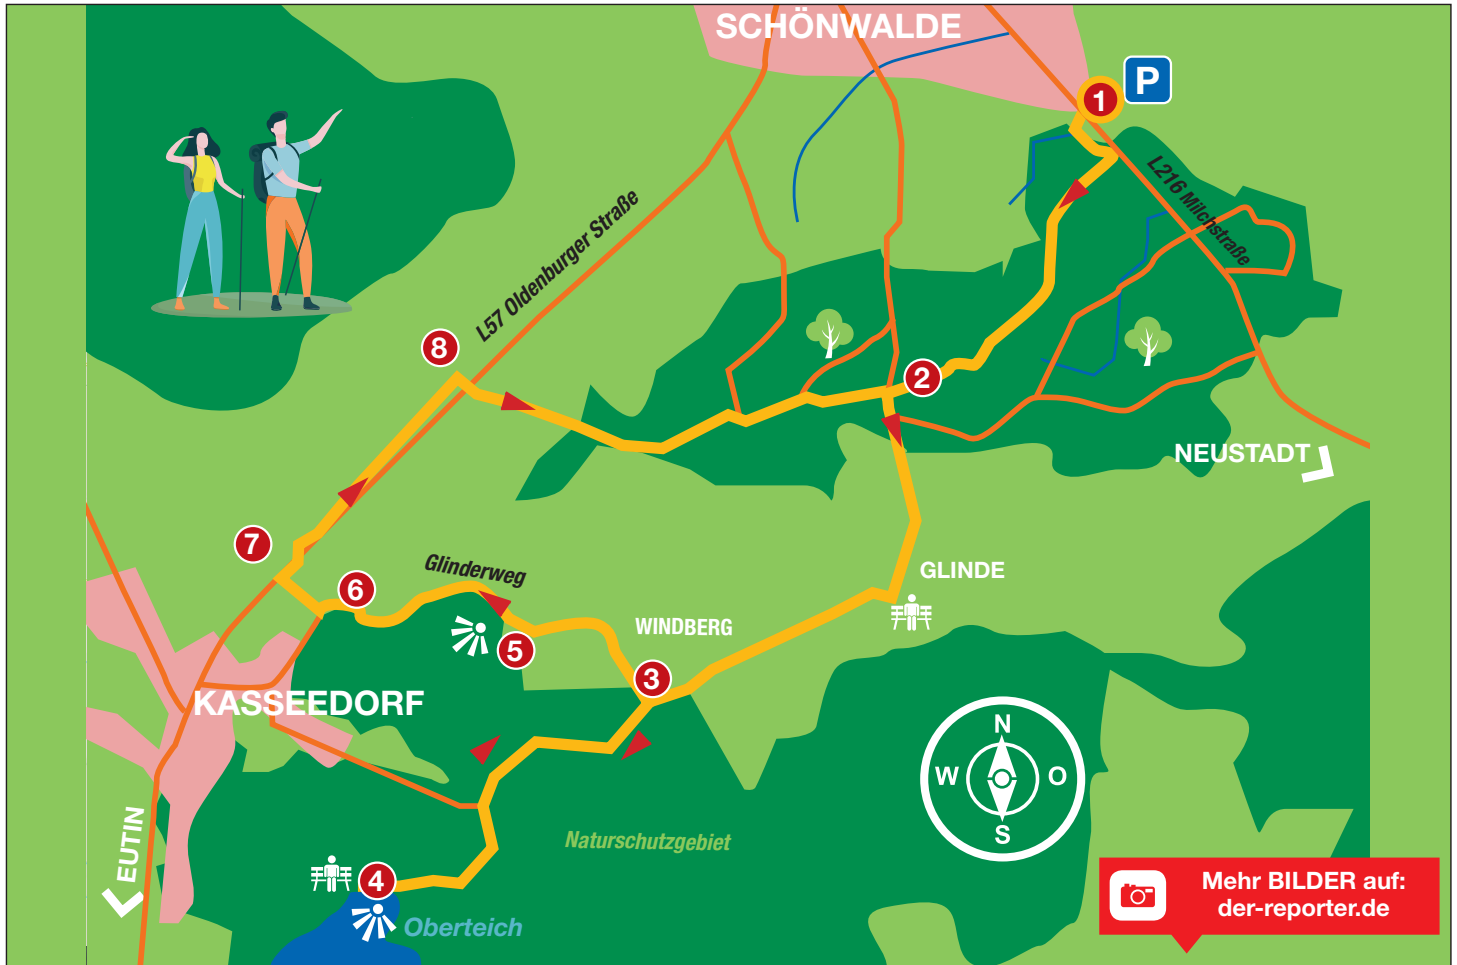 SCHÖNWALDE
P
1
L216 Milchstraße
L57 Oldenburger Straße
8
2
NEUSTADT
7
Glinderweg
GLINDE
6
WINDBERG
5
3
KASSEEDORF
N
W
O
S
EUTIN
Naturschutzgebiet
4
Oberteich
Mehr BILDER auf:
der-reporter.de